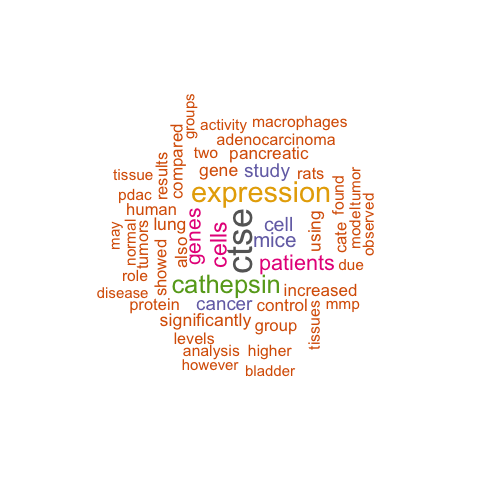 groups
activity
macrophages
compared
adenocarcinoma
results
two
pancreatic
tissue
gene
study
rats
pdac
expression
found
model
tumor
human
genes
ctse
cell
using
cate
observed
may
normal
tumors
lung
also
cells
mice
role
showed
patients
due
disease
cathepsin
increased
protein
cancer
control
mmp
significantly
group
tissues
levels
analysis
higher
however
bladder